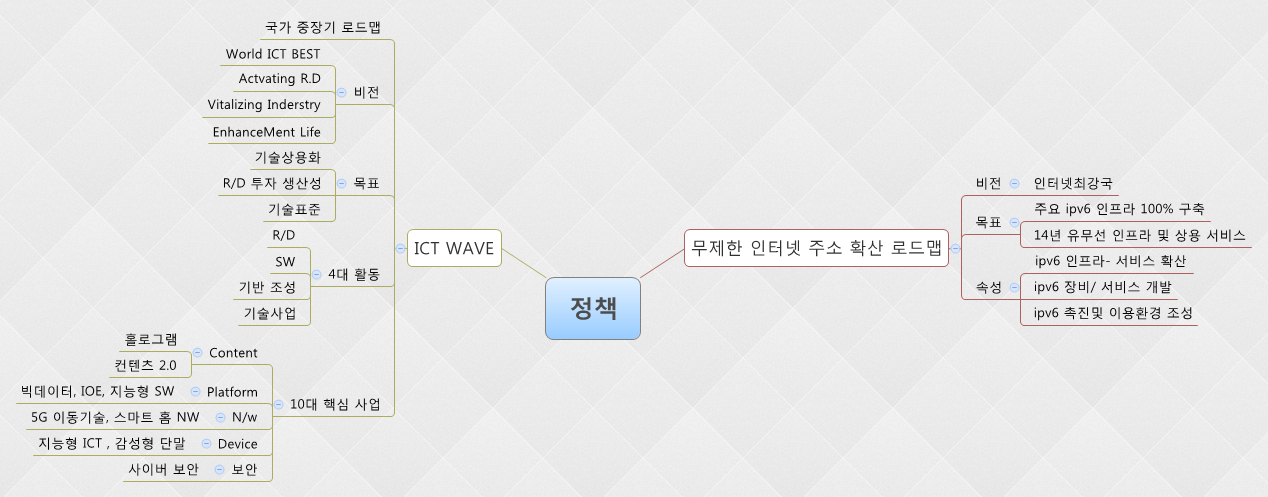 정책
ICT WAVE
국가 중장기 로드맵
비전
World ICT BEST
Actvating R.D
Vitalizing Inderstry
EnhanceMent Life
목표
기술상용화
R/D 투자 생산성
기술표준
4대 활동
R/D
SW
기반 조성
기술사업
10대 핵심 사업
Content
홀로그램
컨텐츠 2.0
Platform
빅데이터, IOE, 지능형 SW
N/w
5G 이동기술, 스마트 홈 NW
Device
지능형 ICT , 감성형 단말
보안
사이버 보안
무제한 인터넷 주소 확산 로드맵
비전
인터넷최강국
목표
주요 ipv6 인프라 100% 구축
14년 유무선 인프라 및 상용 서비스
속성
ipv6 인프라- 서비스 확산
ipv6 장비/ 서비스 개발
ipv6 촉진및 이용환경 조성